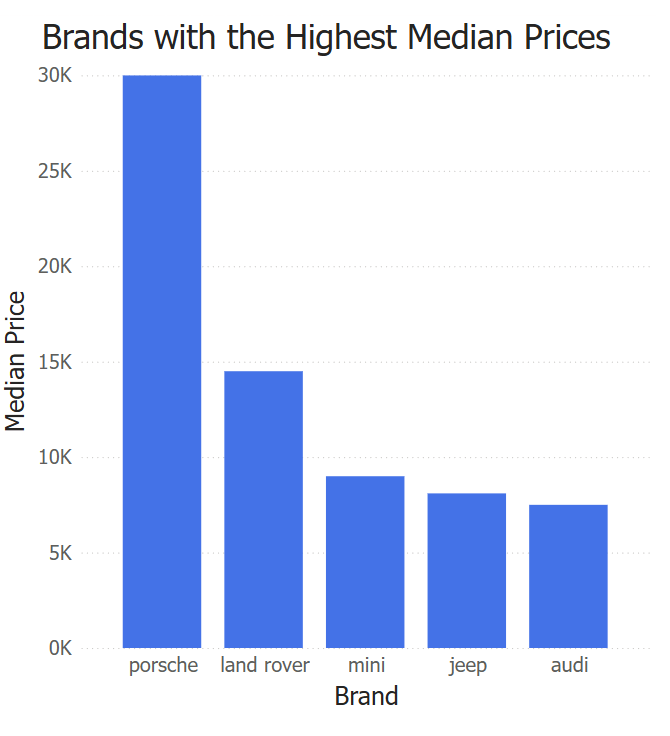 Brands with the Highest Median Prices
30K
25K
20K
15K
10K
5K
0K
Median Price
porsche land rover mini jeep audi
Brand